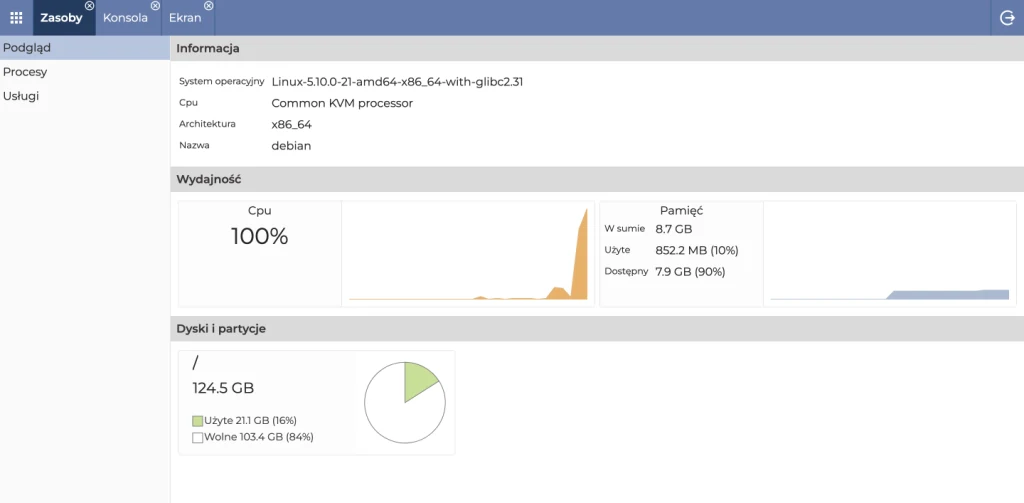 Zasoby Konsola Ekran
Podgląd
Procesy
Usługi
Informacja
System operacyjny Linux-5.10.0-21-amd64-x86_64-with-glibc2.31
Cpu Common KVM processor
Architektura x86_64
Nazwa debian
Wydajność
Cpu
100%
Pamięć
W sumie 8.7 GB
Użyte 852.2 MB (10%)
Dostępny 7.9 GB (90%)
Dyski i partycje
/
124.5 GB
Użyte 21.1 GB (16%)
Wolne 103.4 GB (84%)